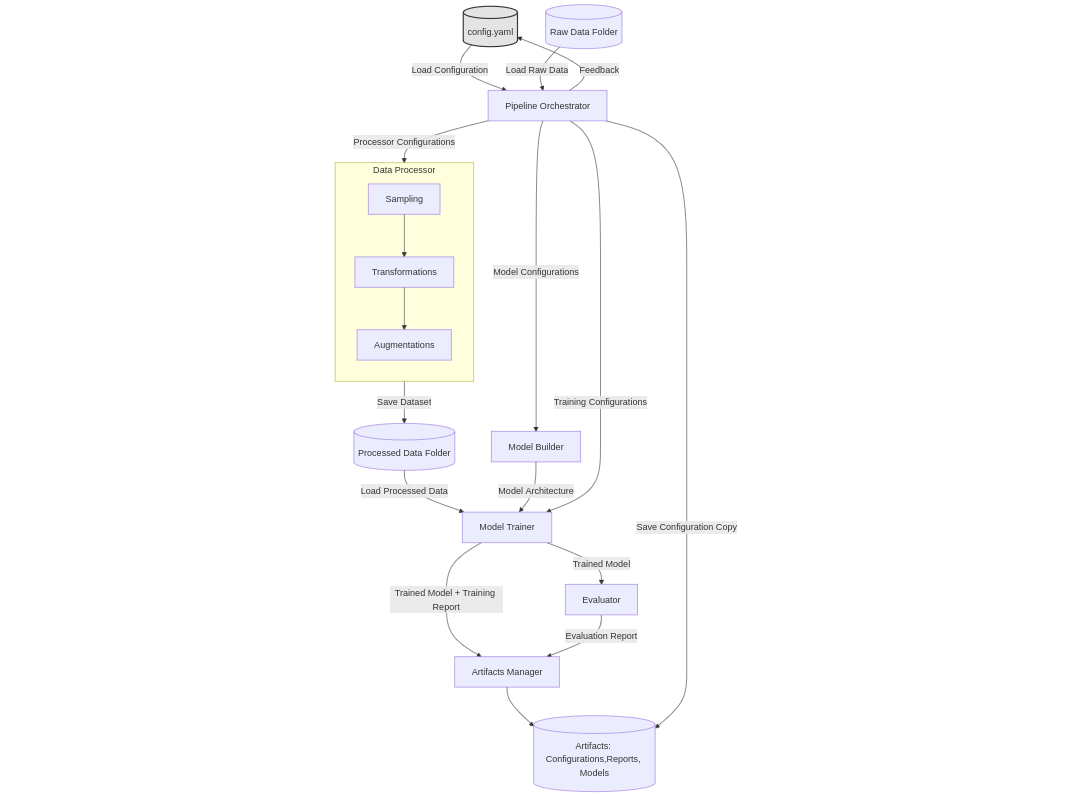 config.yaml
Raw Data Folder
Load Configuration
Load Raw Data
Feedback
Pipeline Orchestrator
Processor Configurations
Data Processor
Sampling
Transformations
Model Configurations
Augmentations
Save Dataset
Training Configurations
Processed Data Folder
Model Builder
Load Processed Data
Model Architecture
Model Trainer
Save Configuration Copy
Trained Model
Trained Model + Training
Report
Evaluator
Evaluation Report
Artifacts Manager
Artifacts:
Configurations,Reports,
Models